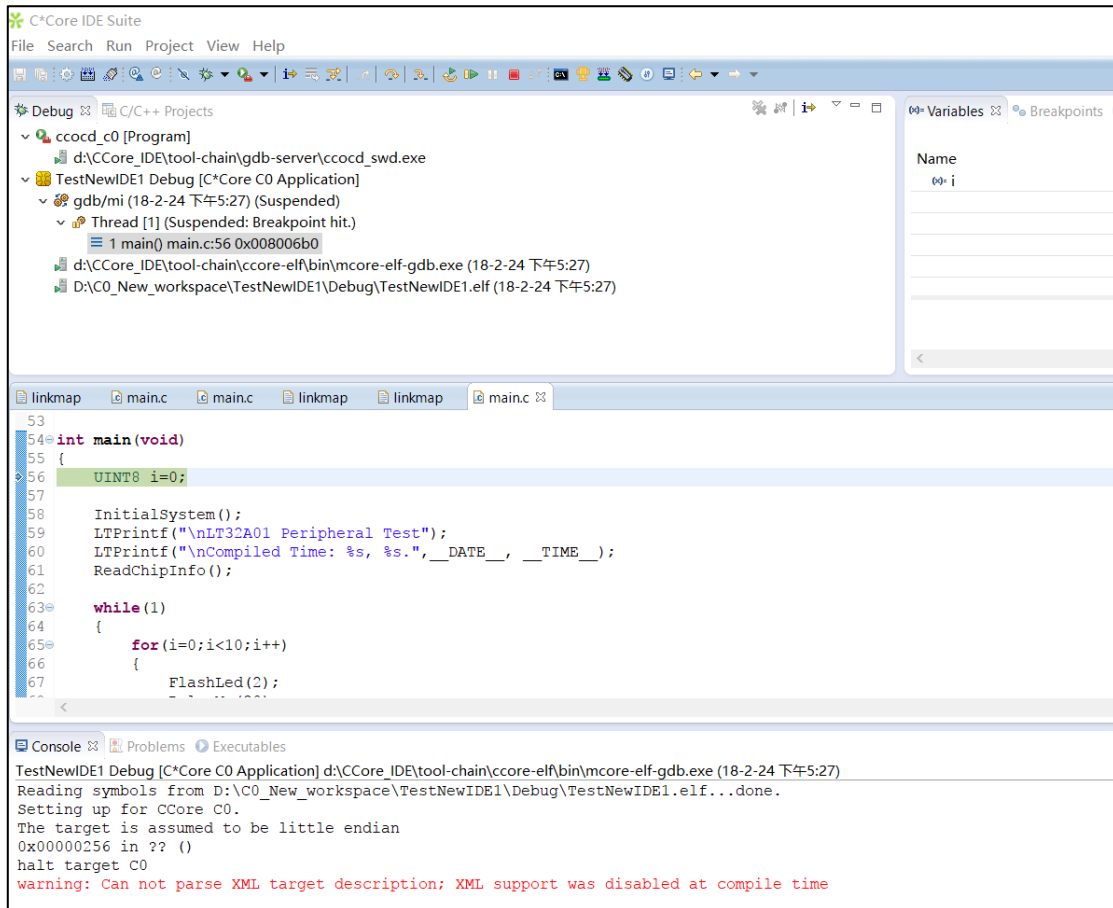 C*Core IDE Suite
File Search Run Project View Help
Debug C/C++ Projects
ccocd_c0 [Program]
d:\CCore_IDE\tool-chain\gdb-server\ccocd_swd.exe
TestNewIDE1 Debug [C*Core C0 Application]
gdb/mi (18-2-24 下午5:27) (Suspended)
Thread [1] (Suspended: Breakpoint hit.)
1 main() main.c:56 0x008006b0
d:\CCore_IDE\tool-chain\ccore-elf\bin\mcore-elf-gdb.exe (18-2-24 下午5:27)
D:\C0_New_workspace\TestNewIDE1\Debug\TestNewIDE1.elf (18-2-24 下午5:27)
Variables Breakpoints
Name
i
linkmap main.c main.c linkmap linkmap main.c
53
54 int main(void)
55 {
56 UINT8 i=0;
57
58 InitialSystem();
59 LTPrintf("\nLT32A01 Peripheral Test");
60 LTPrintf("\nCompiled Time: %s, %s.",__DATE__, __TIME__);
61 ReadChipInfo();
62
63 while(1)
64 {
65 for(i=0;i<10;i++)
66 {
67 FlashLed(2);
Console Problems Executables
TestNewIDE1 Debug [C*Core C0 Application] d:\CCore_IDE\tool-chain\ccore-elf\bin\mcore-elf-gdb.exe (18-2-24 下午5:27)
Reading symbols from D:\C0_New_workspace\TestNewIDE1\Debug\TestNewIDE1.elf...done.
Setting up for CCore C0.
The target is assumed to be little endian
0x00000256 in ?? ()
halt target C0
warning: Can not parse XML target description; XML support was disabled at compile time